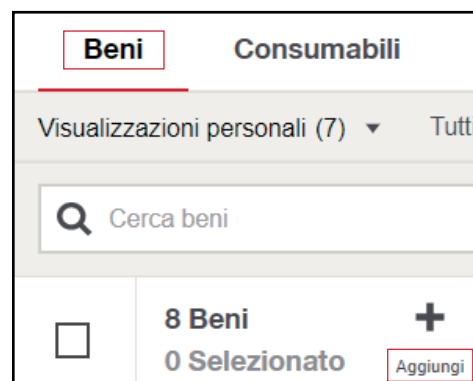 Beni Consumabili
Visualizzazioni personali (7) Tutt
Cerca beni
8 Beni
0 Selezionato Aggiungi